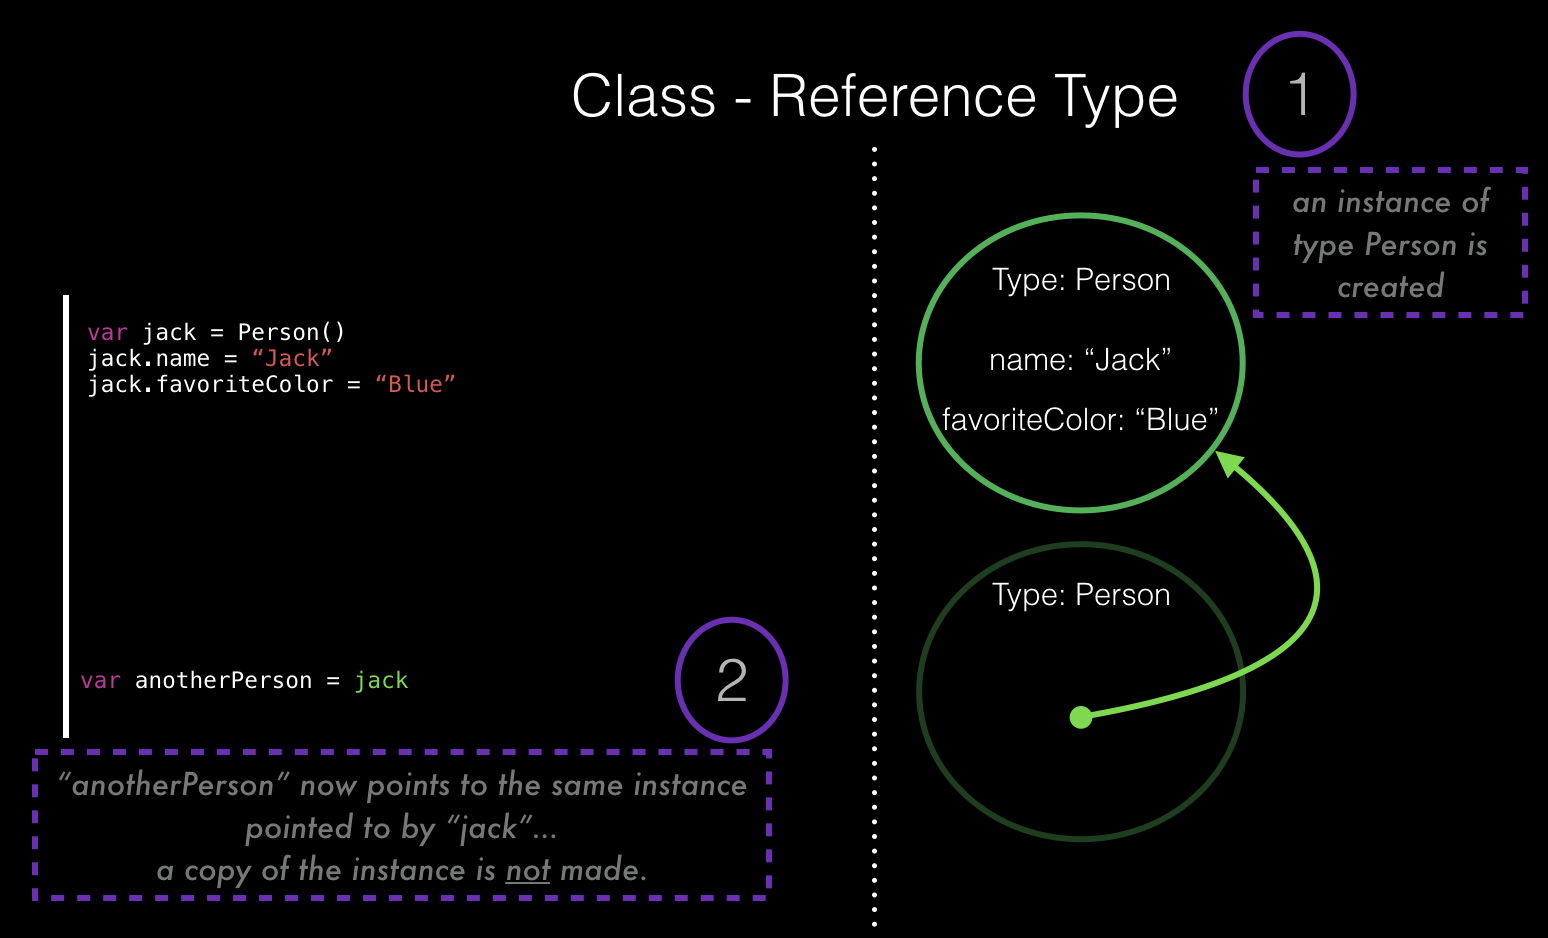 Class - Reference Type
1
an instance of
type Person is
created
Type: Person
name: “Jack”
favoriteColor: “Blue”
var jack = Person()
jack.name = “Jack”
jack.favoriteColor = “Blue”
Type: Person
var anotherPerson = jack
2
“anotherPerson” now points to the same instance
pointed to by “jack”...
a copy of the instance is not made.